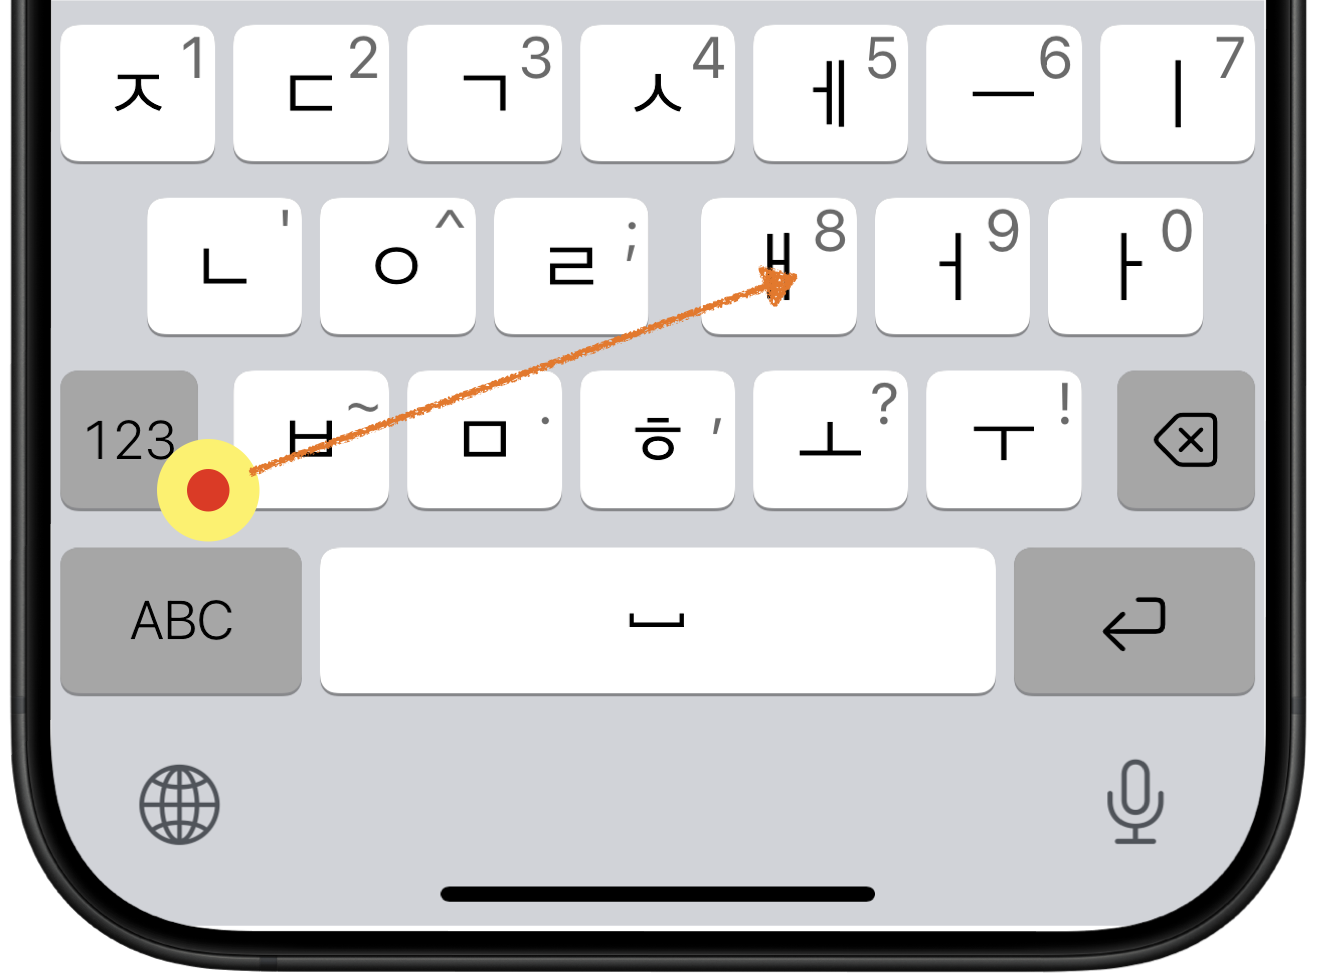 ㅈ 1 ㄷ 2 ㄱ 3 ㅅ 4 ㅔ 5 ㅡ 6 ㅣ 7
ㄴ ' ㅇ ^ ㄹ ; ㅐ 8 ㅓ 9 ㅏ 0
123 ㅂ ~ ㅁ . ㅎ , ㅗ ? ㅜ !
ABC